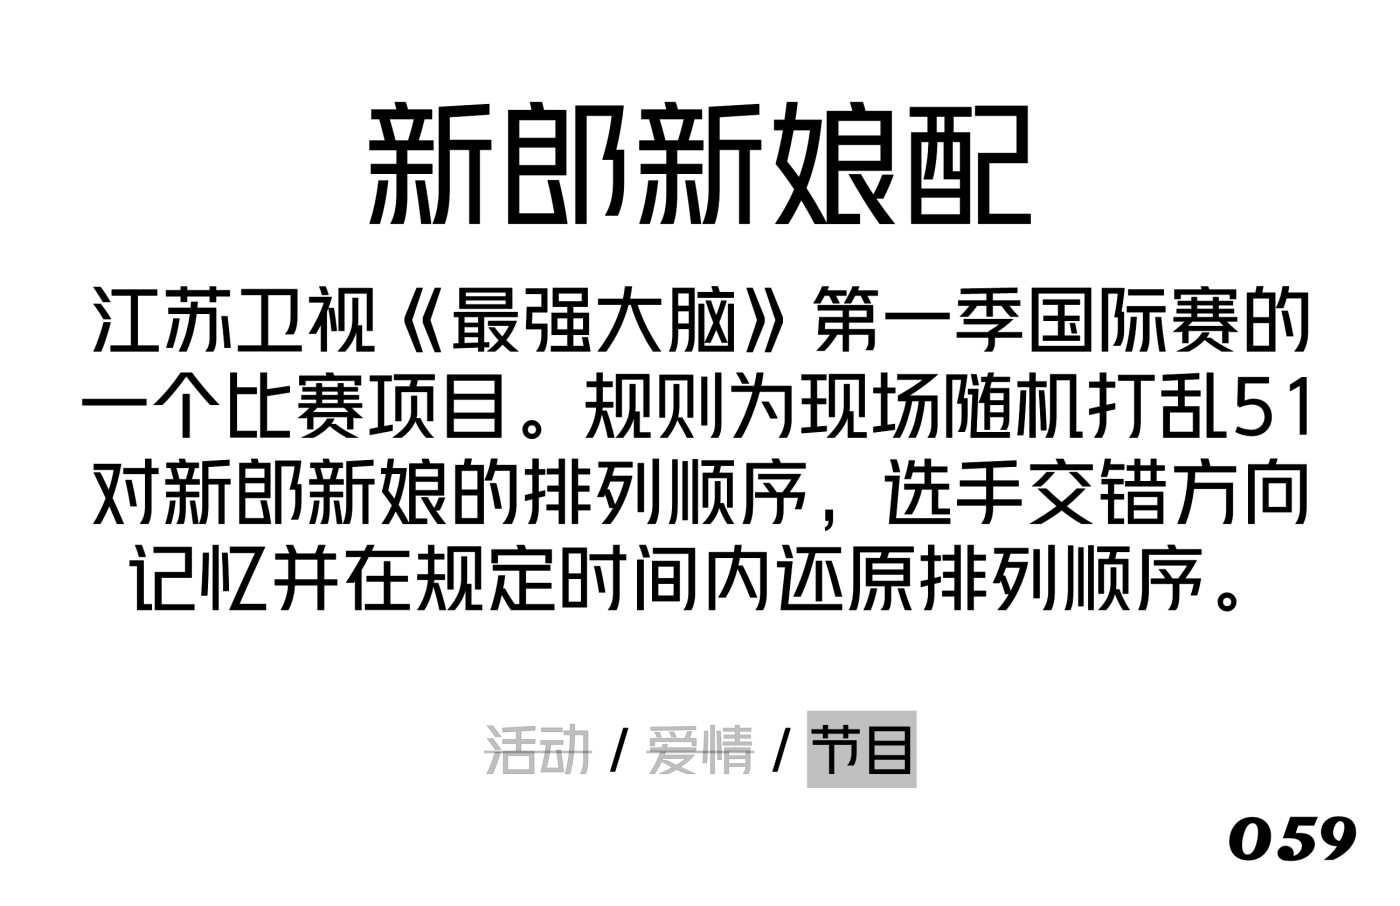 新郎新娘配
江苏卫视《最强大脑》第一季国际赛的
一个比赛项目。规则为现场随机打乱51
对新郎新娘的排列顺序，选手交错方向
记忆并在规定时间内还原排列顺序。
活动 / 爱情 / 节目
059